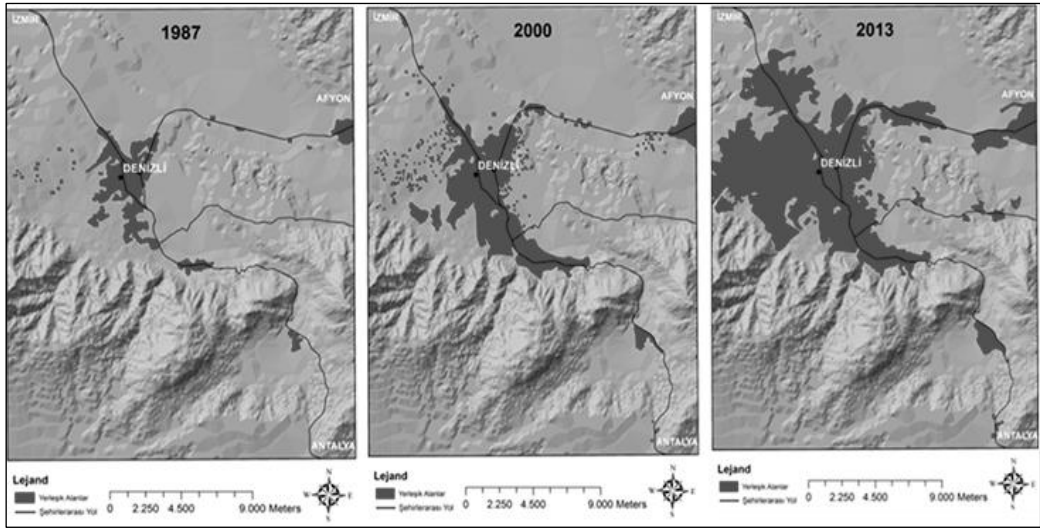 İZMİR
1987
AFYON
DENİZLİ
ANTALYA
Lejand
Yerleşik Alanlar
Şehirlerarası Yol
0 2.250 4.500 9.000 Meters
N
W E
S
İZMİR
2000
AFYON
DENİZLİ
ANTALYA
Lejand
Yerleşik Alanlar
Şehirlerarası Yol
0 2.250 4.500 9.000 Meters
N
W E
S
İZMİR
2013
AFYON
DENİZLİ
ANTALYA
Lejand
Yerleşik Alanlar
Şehirlerarası Yol
0 2.250 4.500 9.000 Meters
N
W E
S